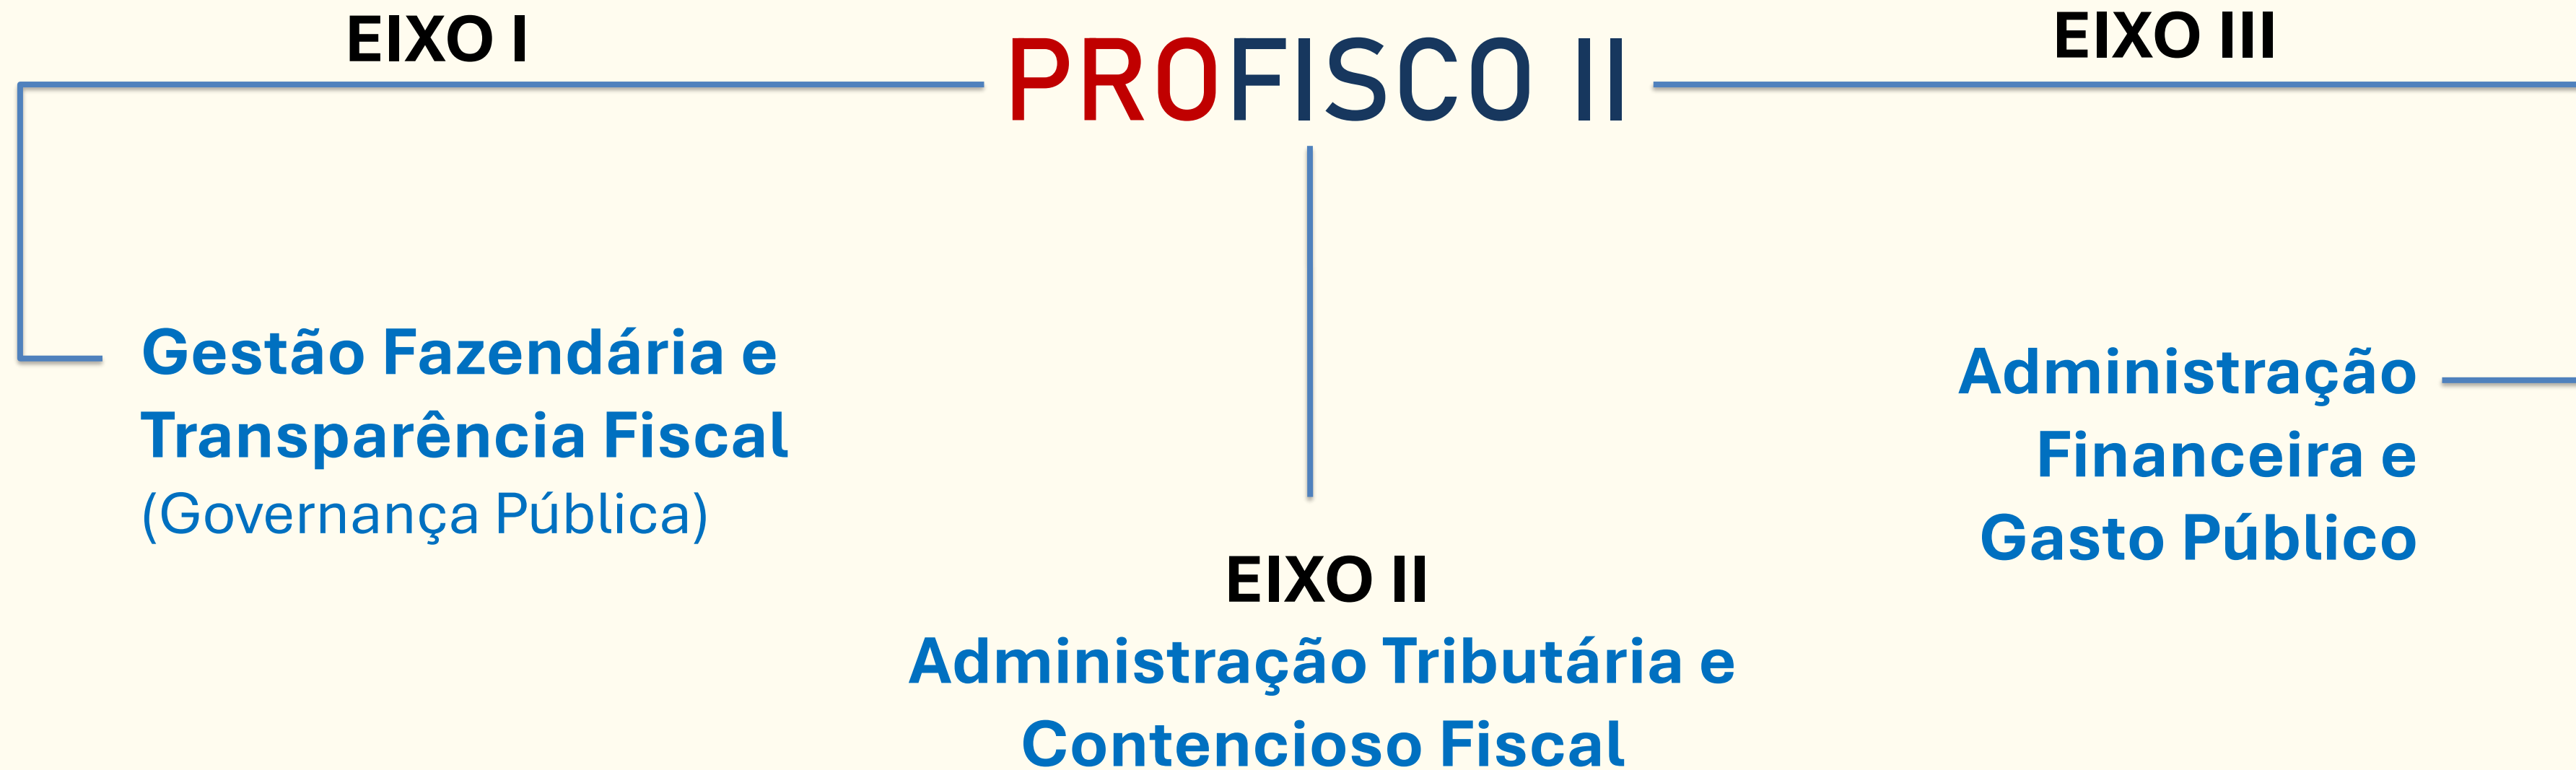 PROFISCO II
EIXO I
Gestão Fazendária e
Transparência Fiscal
(Governança Pública)
EIXO II
Administração Tributária e
Contencioso Fiscal
EIXO III
Administração
Financeira e
Gasto Público